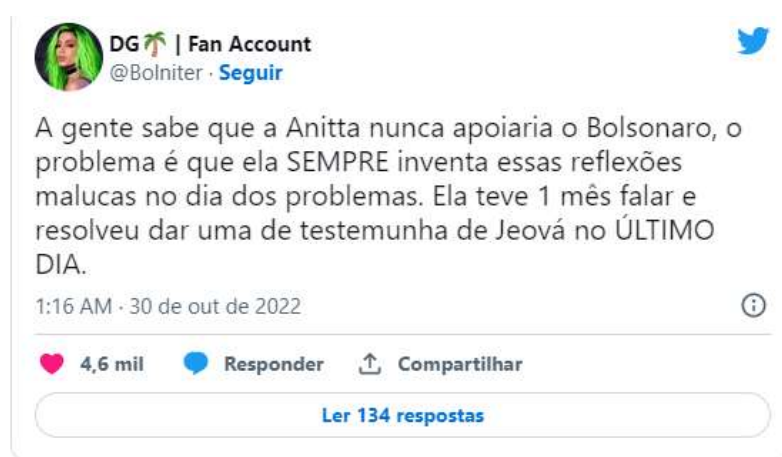 DG🌴 | Fan Account
@Bolniter · Seguir
A gente sabe que a Anitta nunca apoiaria o Bolsonaro, o
problema é que ela SEMPRE inventa essas reflexões
malucas no dia dos problemas. Ela teve 1 mês falar e
resolveu dar uma de testemunha de Jeová no ÚLTIMO
DIA.
1:16 AM · 30 de out de 2022
4,6 mil Responder Compartilhar
Ler 134 respostas